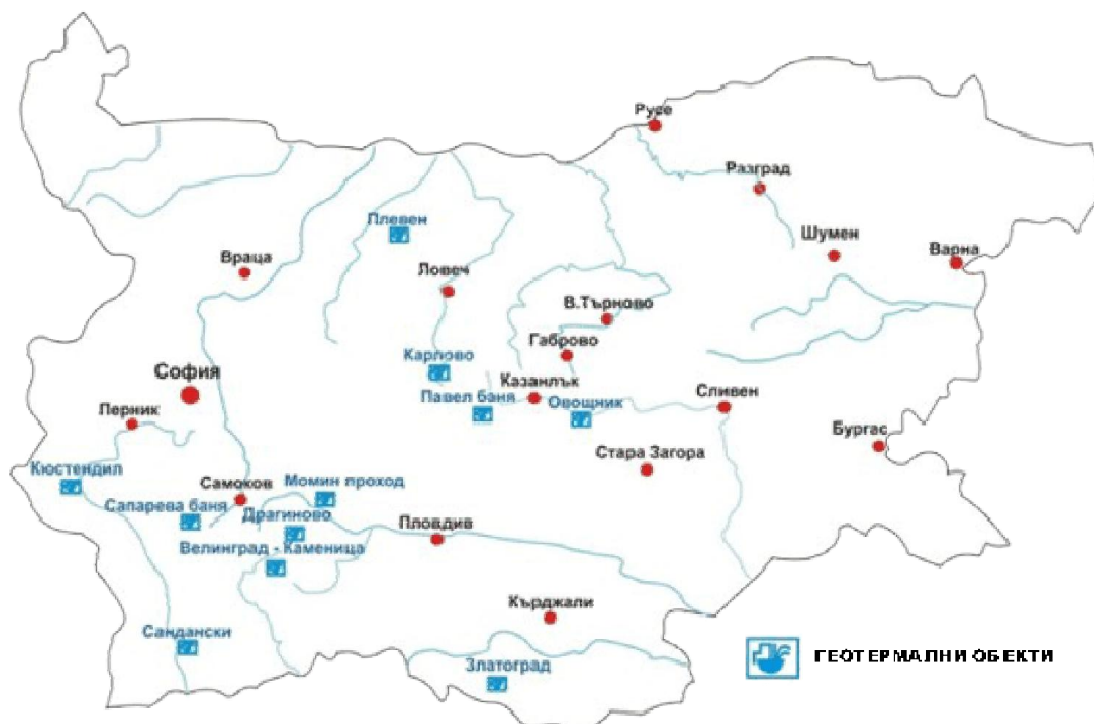 Русе
Разград
Плевен
Шумен
Варна
Враца
Ловеч
В.Търново
Габрово
Карлово
София
Казанлък
Павел баня
Овощник
Сливен
Перник
Бургас
Стара Загора
Кюстендил
Самоков
Момин проход
Сапарева баня
Драгиново
Пловдив
Велинград - Каменица
Кърджали
Сандански
Златоград
ГЕОТЕРМАЛНИ ОБЕКТИ